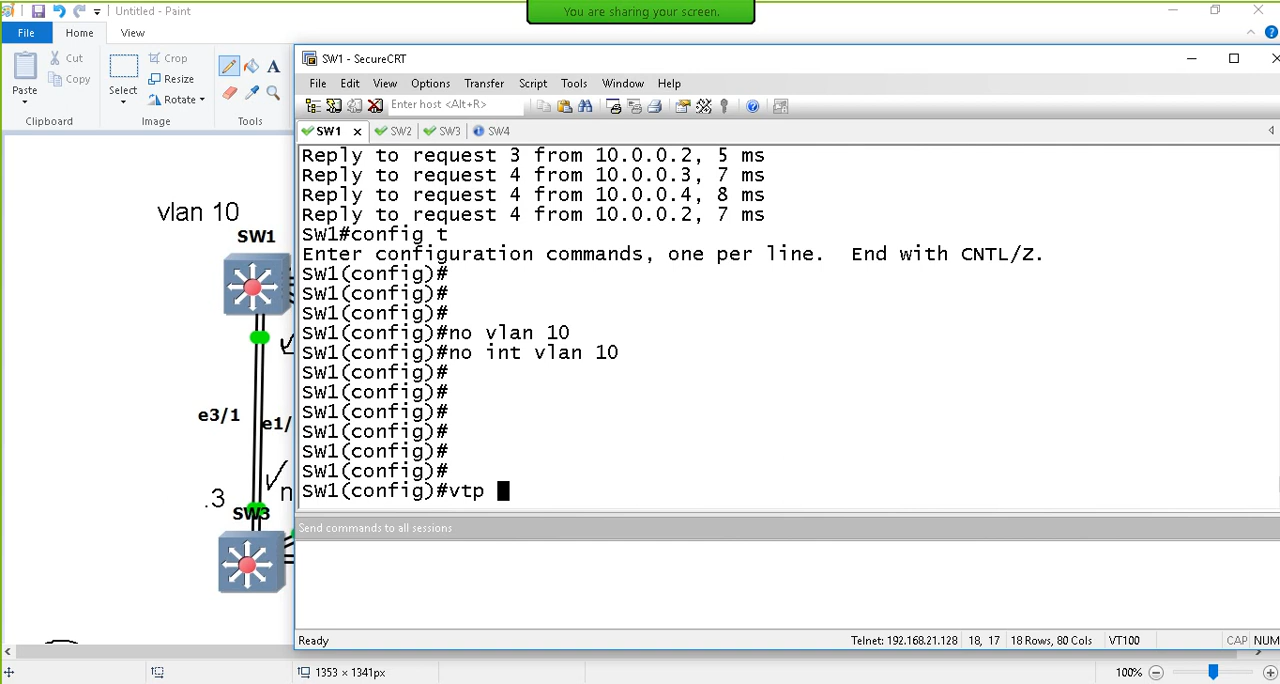 You are sharing your screen.
Untitled - Paint
File
Home
View
Paste
Cut
Copy
Clipboard
Select
Crop
Resize
Rotate
Image
A
Tools
SW1 - SecureCRT
File Edit View Options Transfer Script Tools Window Help
Enter host <Alt+R>
SW1 SW2 SW3 SW4
Reply to request 3 from 10.0.0.2, 5 ms
Reply to request 4 from 10.0.0.3, 7 ms
Reply to request 4 from 10.0.0.4, 8 ms
Reply to request 4 from 10.0.0.2, 7 ms
SW1#config t
Enter configuration commands, one per line.  End with CNTL/Z.
SW1(config)#
SW1(config)#
SW1(config)#
SW1(config)#no vlan 10
SW1(config)#no int vlan 10
SW1(config)#
SW1(config)#
SW1(config)#
SW1(config)#
SW1(config)#
SW1(config)#
SW1(config)#vtp
Send commands to all sessions
Ready
Telnet: 192.168.21.128
18, 17
18 Rows, 80 Cols
VT100
CAP
NUM
vlan 10
SW1
e3/1
e1/
.3
n
SW3
1353 × 1341px
100%